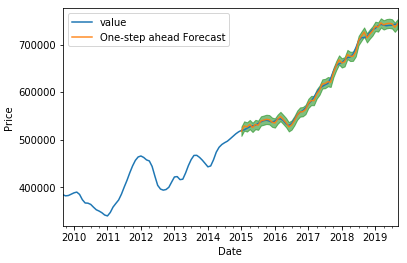 value
One-step ahead Forecast
700000
600000
500000
400000
Price
2010 2011 2012 2013 2014 2015 2016 2017 2018 2019
Date